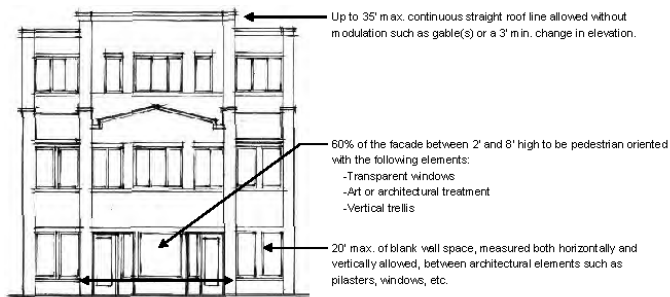 Up to 35' max. continuous straight roof line allowed without
modulation such as gable(s) or a 3' min. change in elevation.
60% of the facade between 2' and 8' high to be pedestrian oriented
with the following elements:
-Transparent windows
-Art or architectural treatment
-Vertical trellis
20' max. of blank wall space, measured both horizontally and
vertically allowed, between architectural elements such as
pilasters, windows, etc.